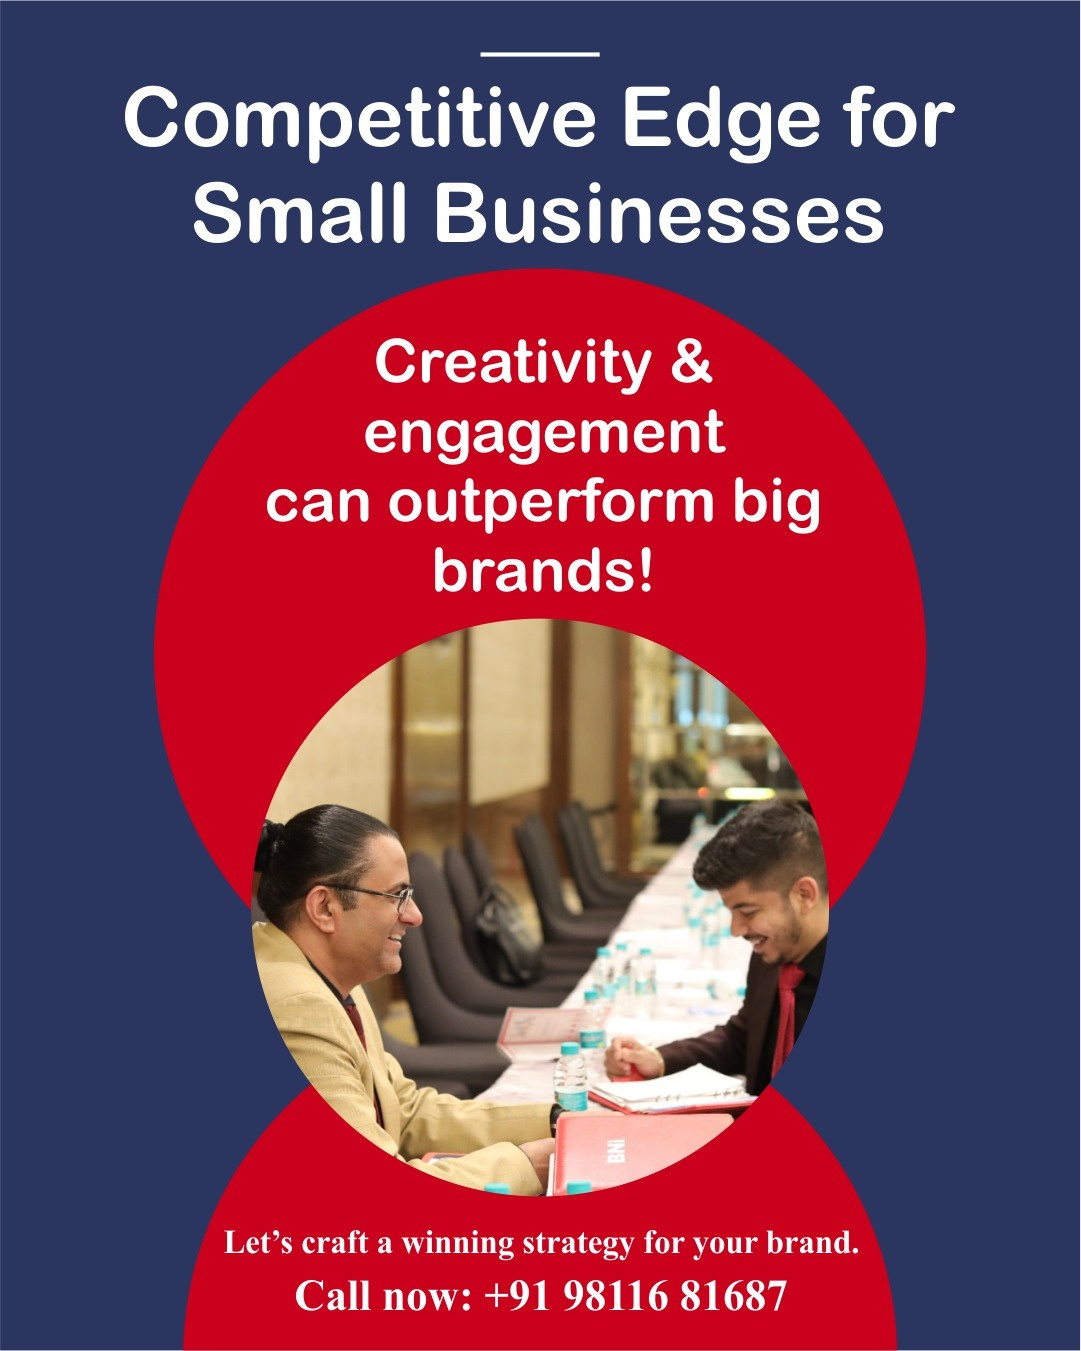 Competitive Edge for
Small Businesses
Creativity &
engagement
can outperform big
brands!
BNI
Let’s craft a winning strategy for your brand.
Call now: +91 98116 81687